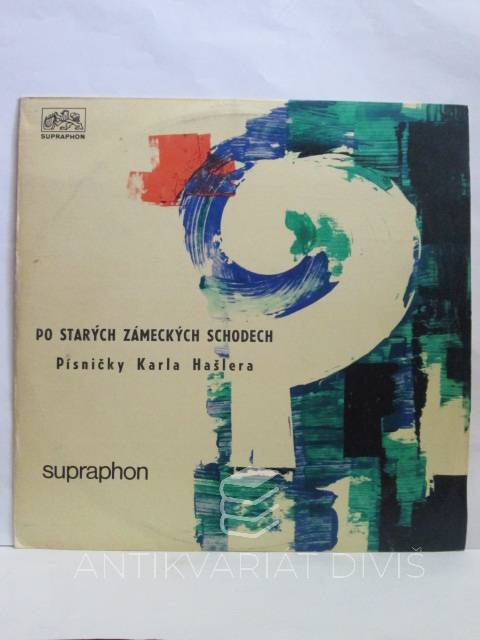 SUPRAPHON
PO STARÝCH ZÁMECKÝCH SCHODECH
Písničky Karla Hašlera
supraphon
ANTIKVARIÁT DIVIŠ